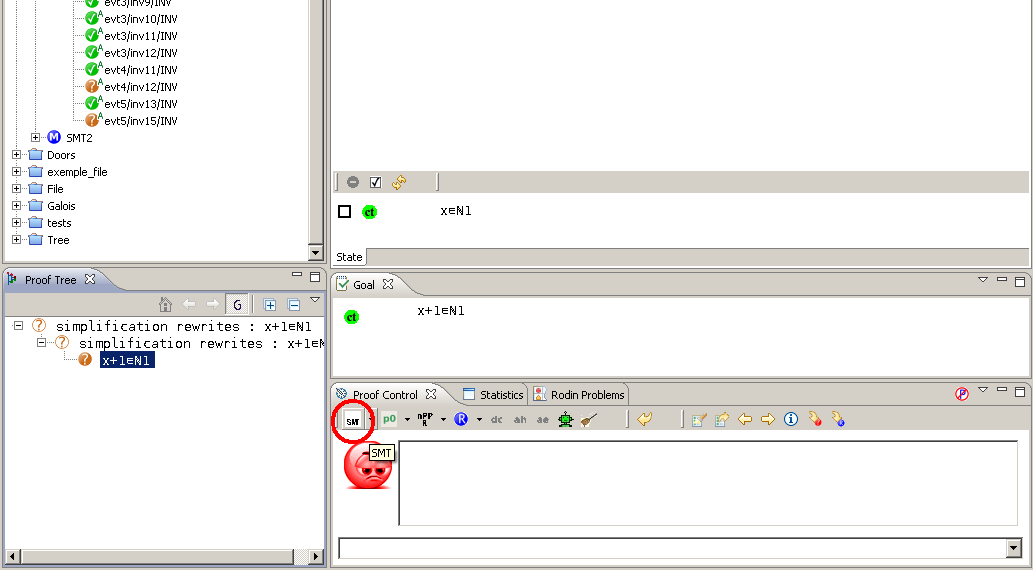 evt3/inv9/INV
A evt3/inv10/INV
A evt3/inv11/INV
A evt3/inv12/INV
A evt4/inv11/INV
A evt4/inv12/INV
A evt5/inv13/INV
A evt5/inv15/INV
M SMT2
Doors
exemple_file
File
Galois
tests
Tree
ct x∈ℕ1
State
Proof Tree
G
? simplification rewrites : x+1∈ℕ1
? simplification rewrites : x+1∈ℕ
? x+1∈ℕ1
Goal
ct x+1∈ℕ1
Proof Control Statistics Rodin Problems P
SMT p0 nPP R R dc ah ae i
SMT